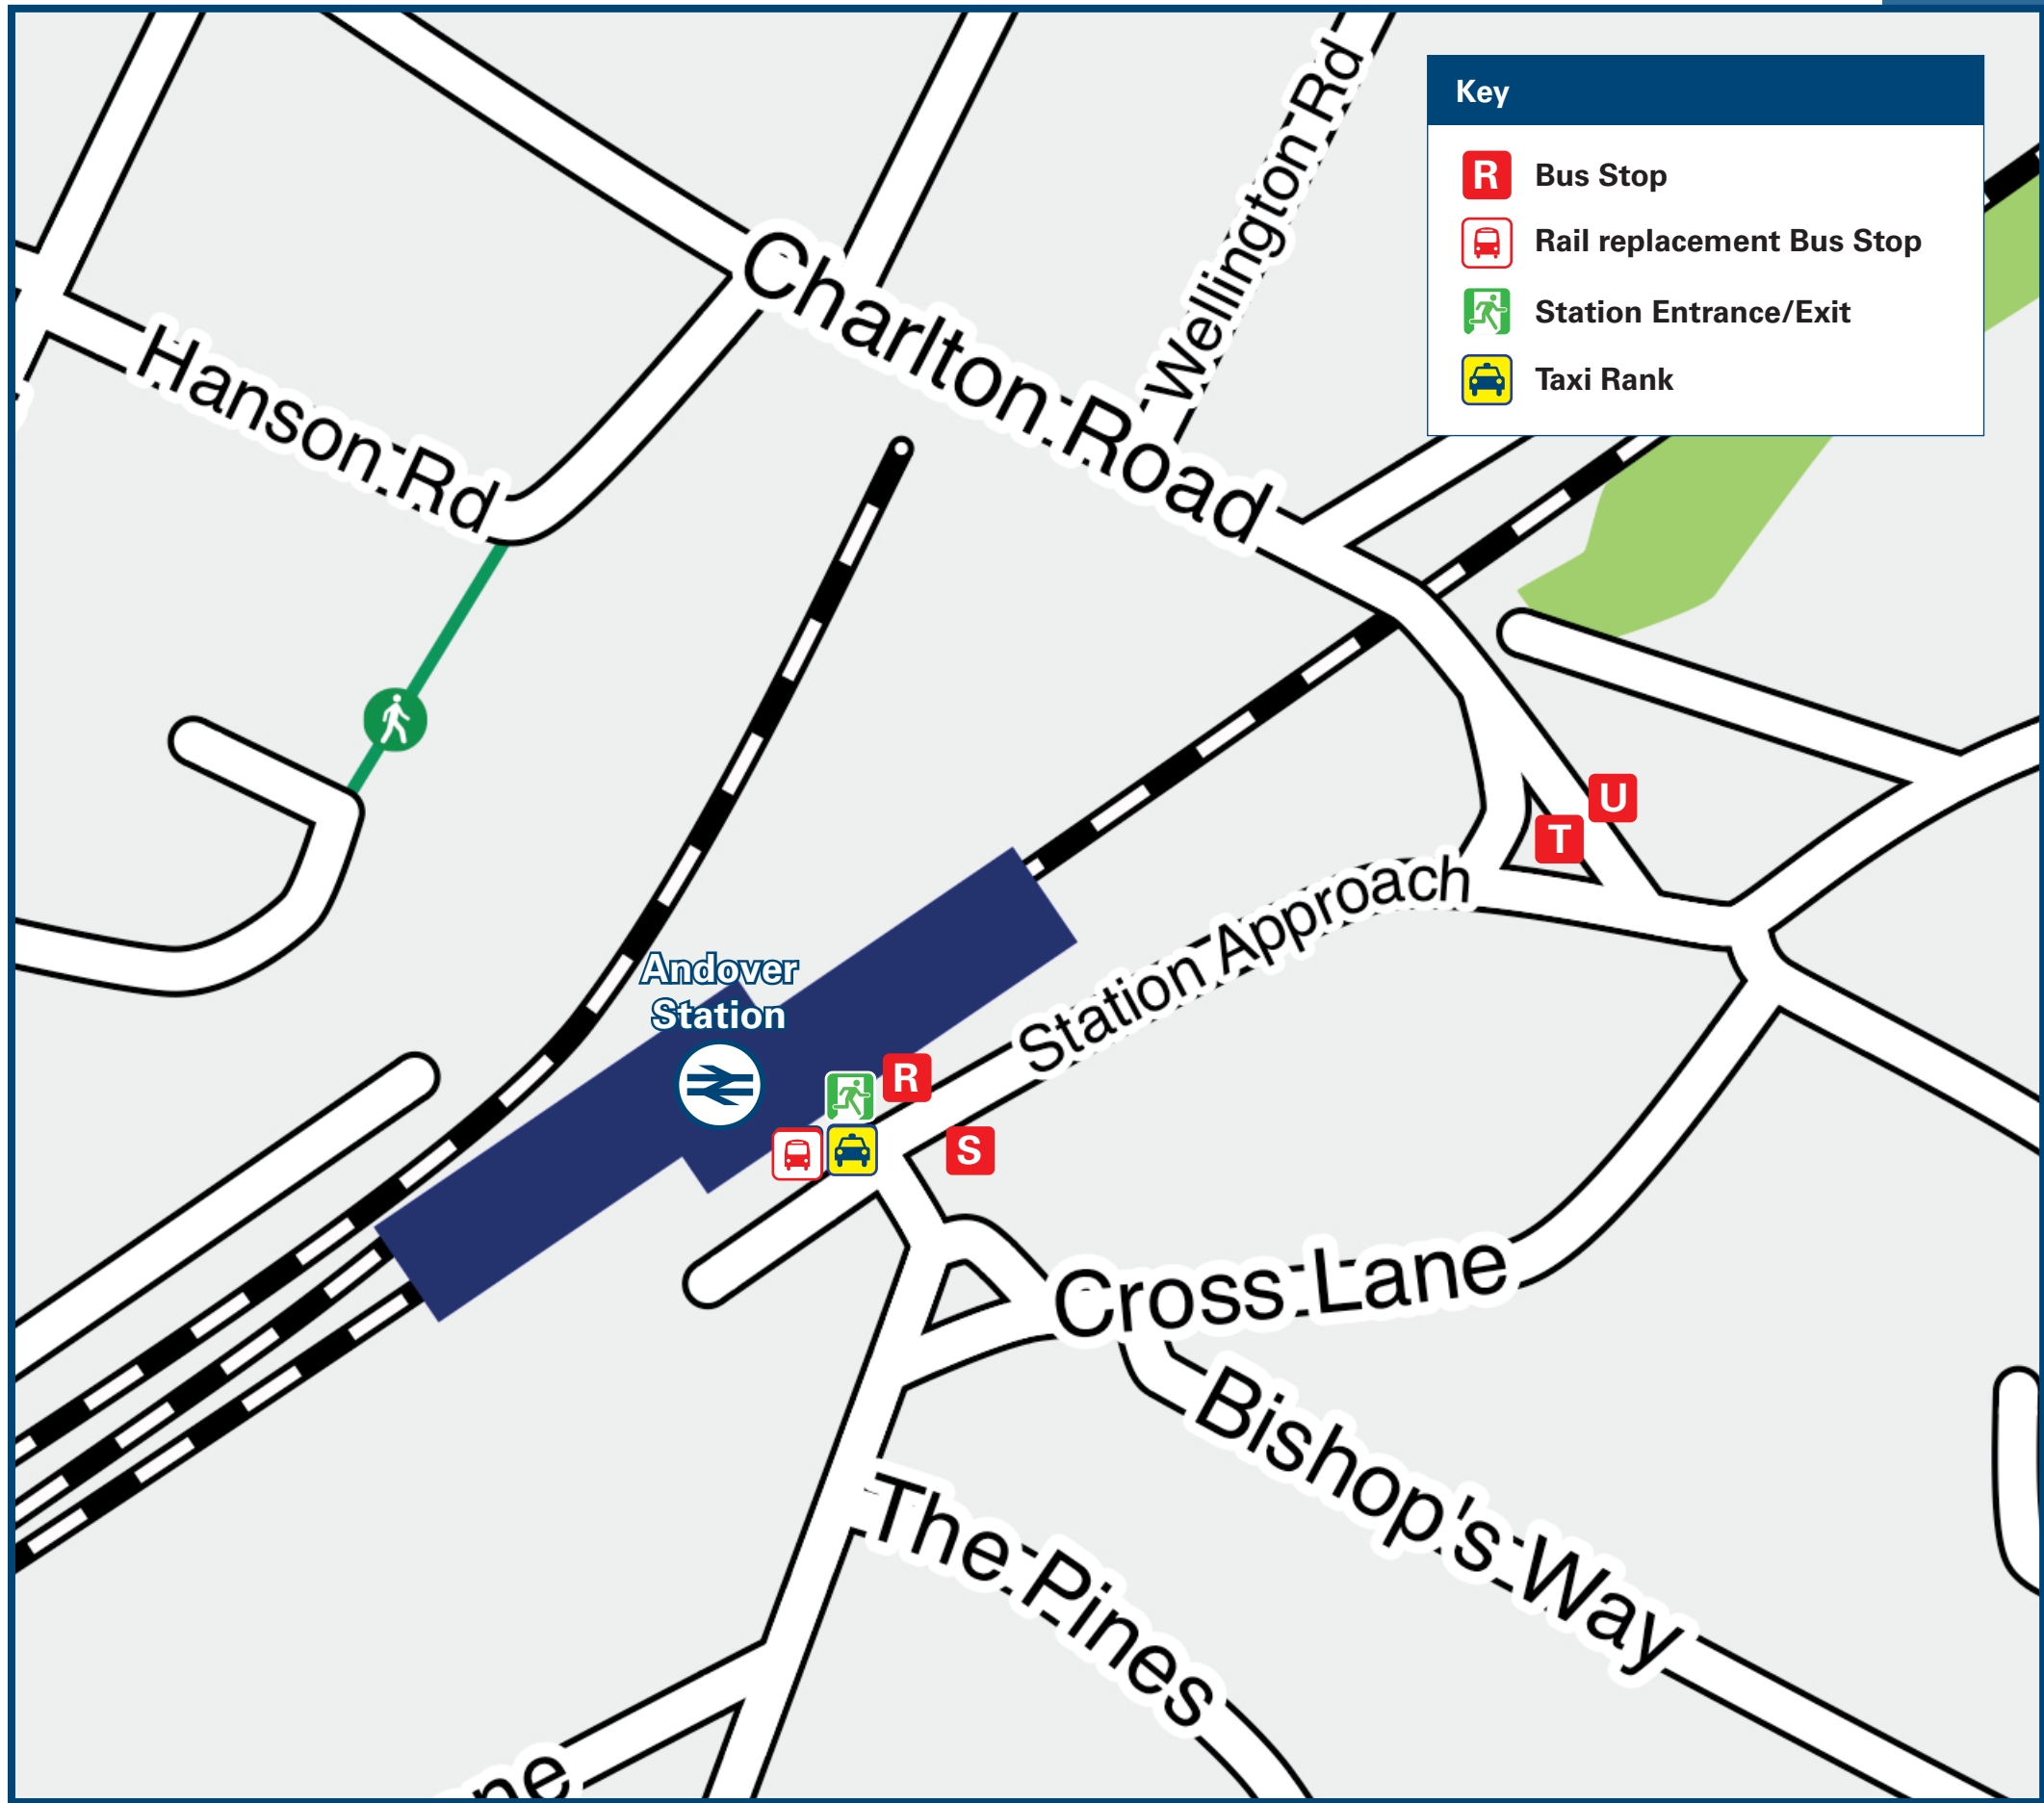 Key
R Bus Stop
Rail replacement Bus Stop
Station Entrance/Exit
Taxi Rank
Wellington Rd
Charlton Road
Hanson Rd
U
T
Station Approach
Andover
Station
R
S
Cross Lane
Bishop's Way
The Pines